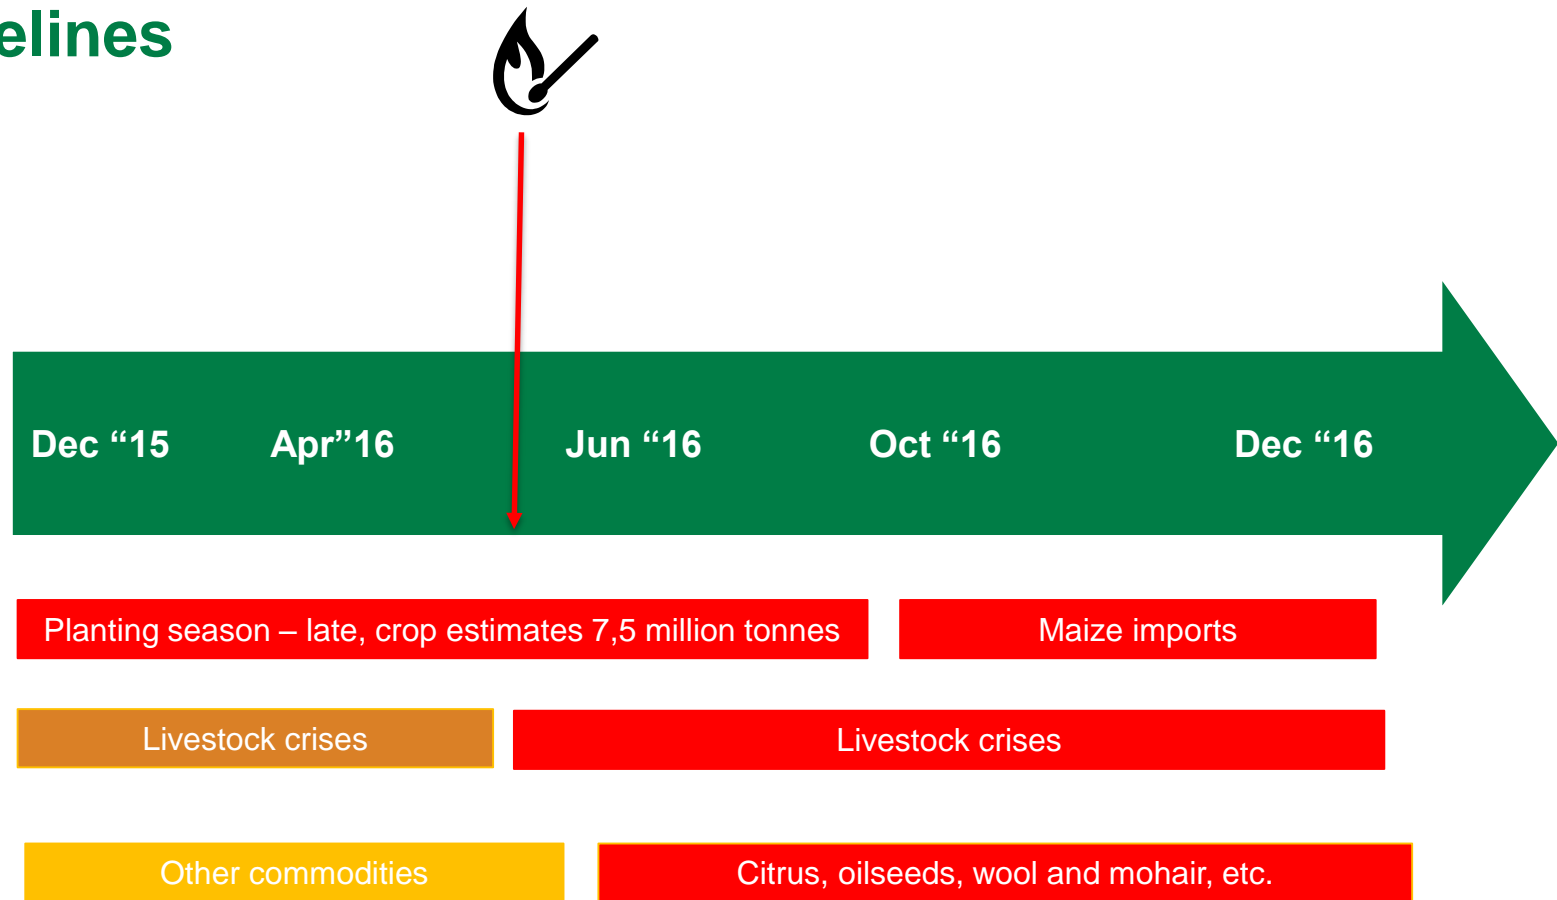 elines
Dec “15 Apr”16 Jun “16 Oct “16 Dec “16
Planting season – late, crop estimates 7,5 million tonnes
Maize imports
Livestock crises
Livestock crises
Other commodities
Citrus, oilseeds, wool and mohair, etc.